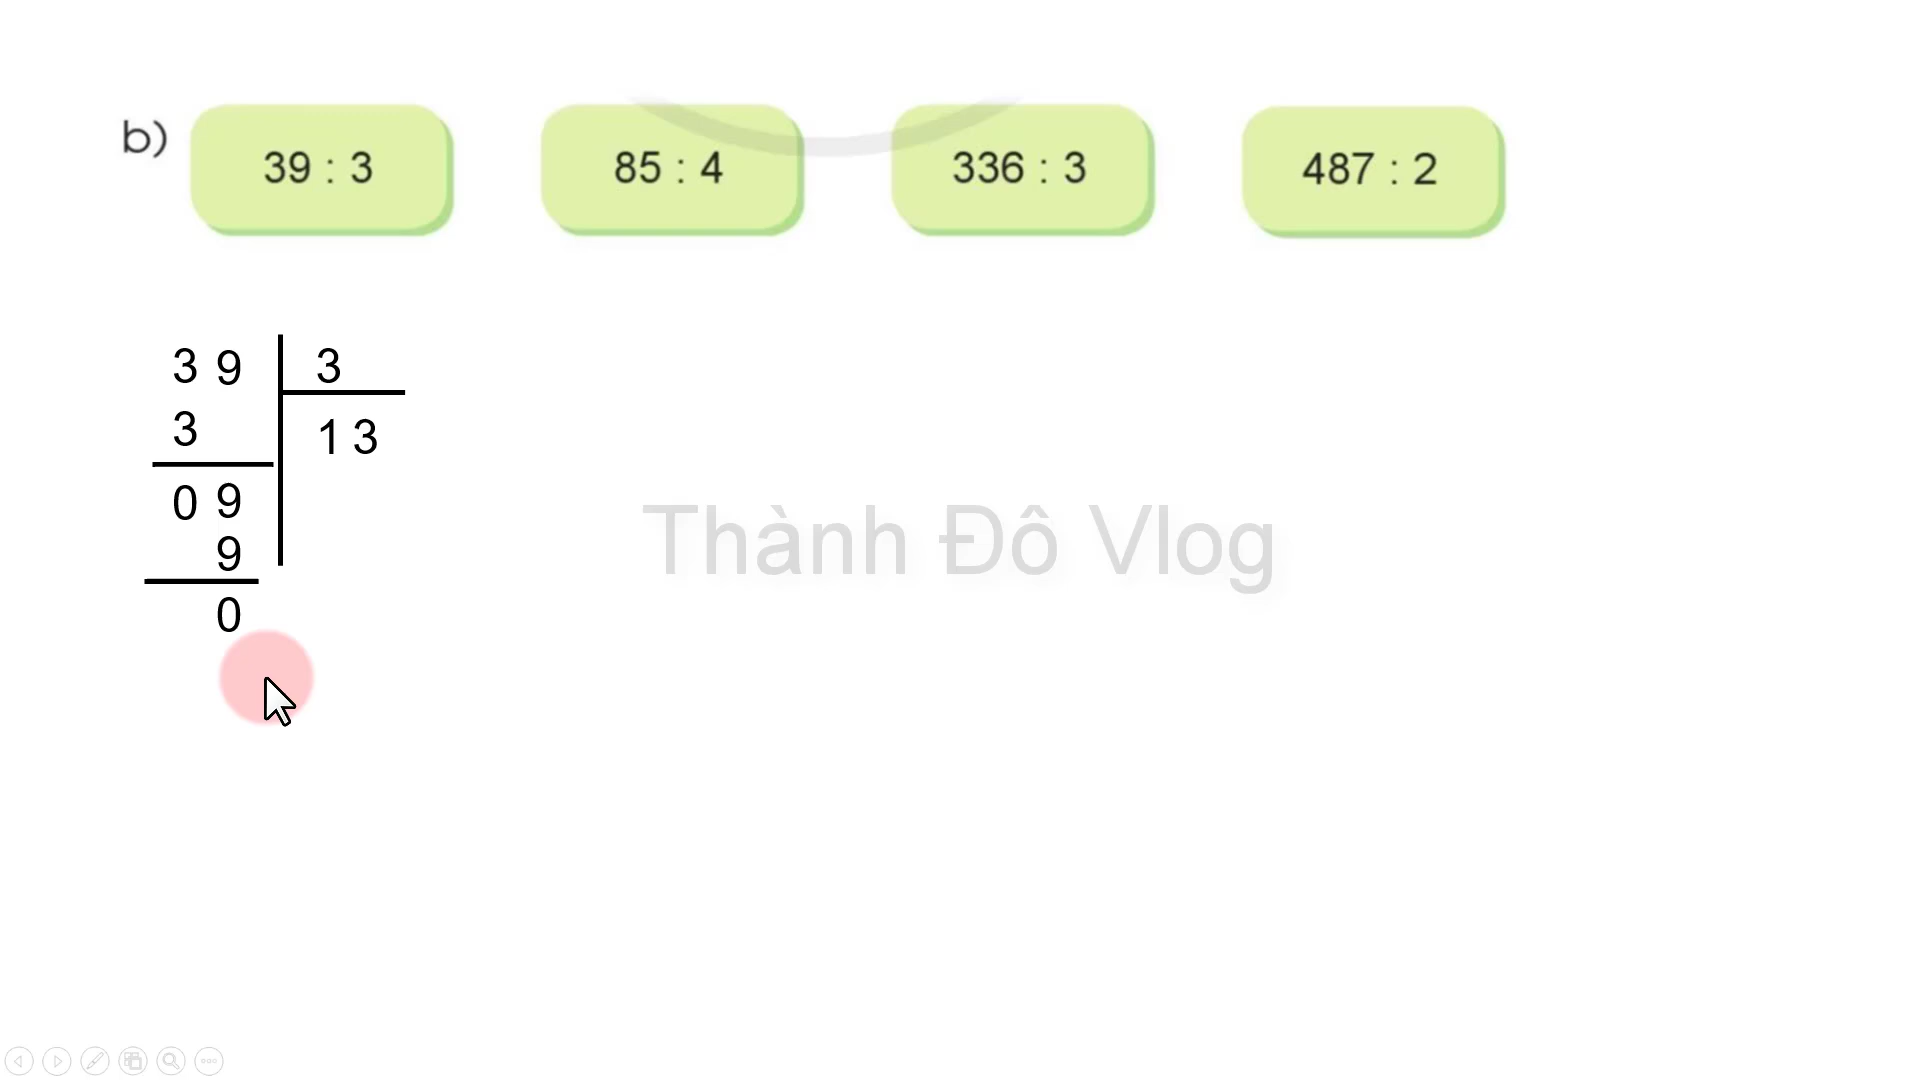 b) 39 : 3 85 : 4 336 : 3 487 : 2
3 9 3
3 1 3
0 9
9
0
Thành Đô Vlog